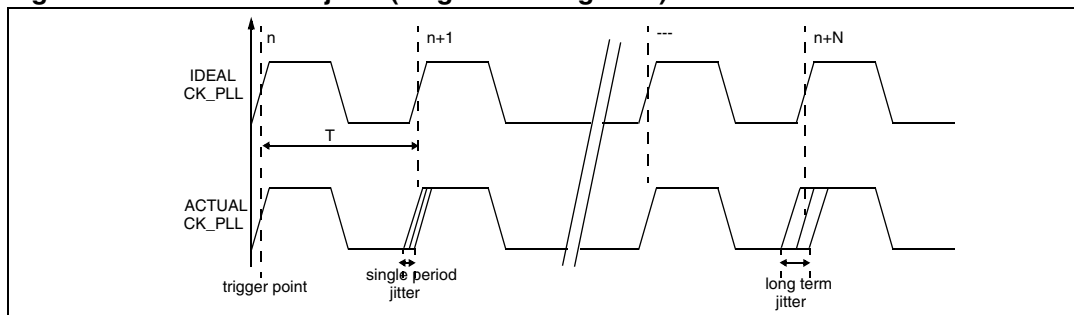 n
n+1
---
n+N
IDEAL
CK_PLL
T
ACTUAL
CK_PLL
trigger point
single period
jitter
long term
jitter